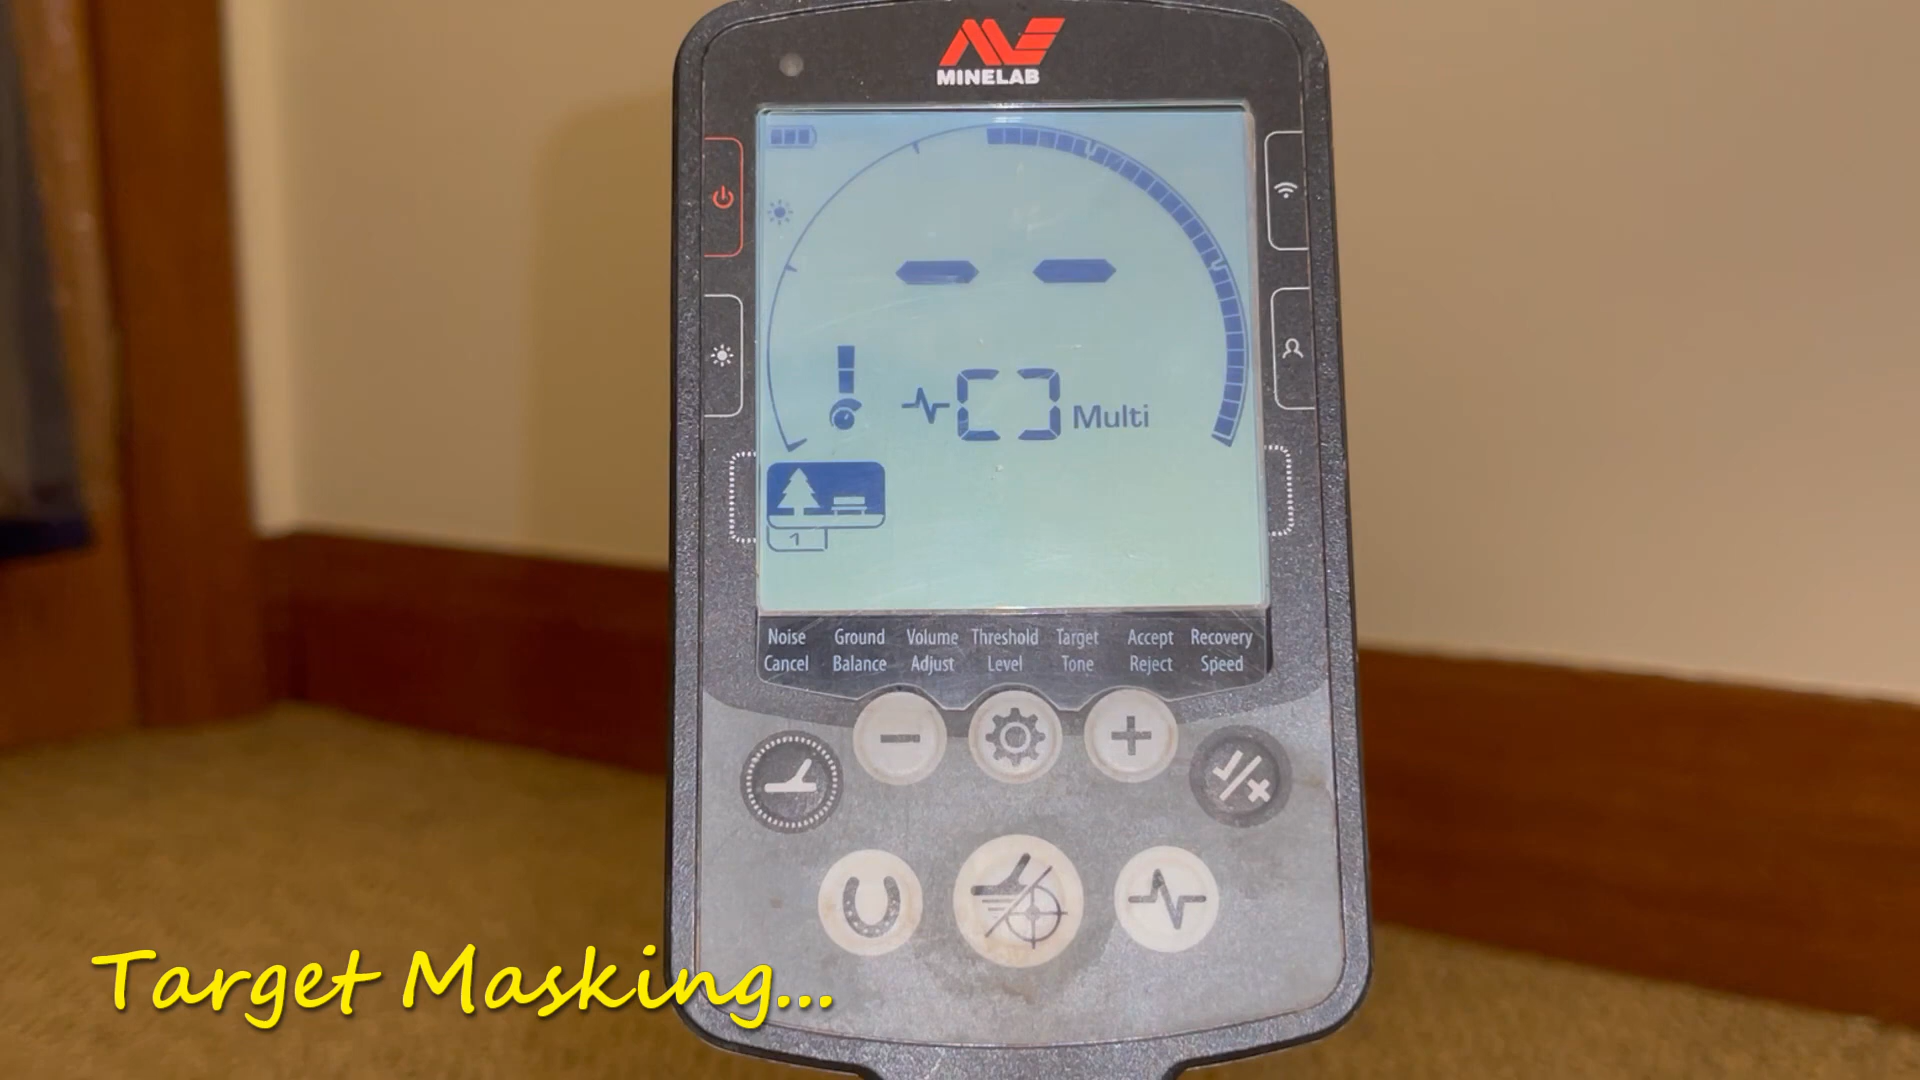 MINELAB
Multi
1
Noise Cancel
Ground Balance
Volume Adjust
Threshold Level
Target Tone
Accept Reject
Recovery Speed
Target Masking...